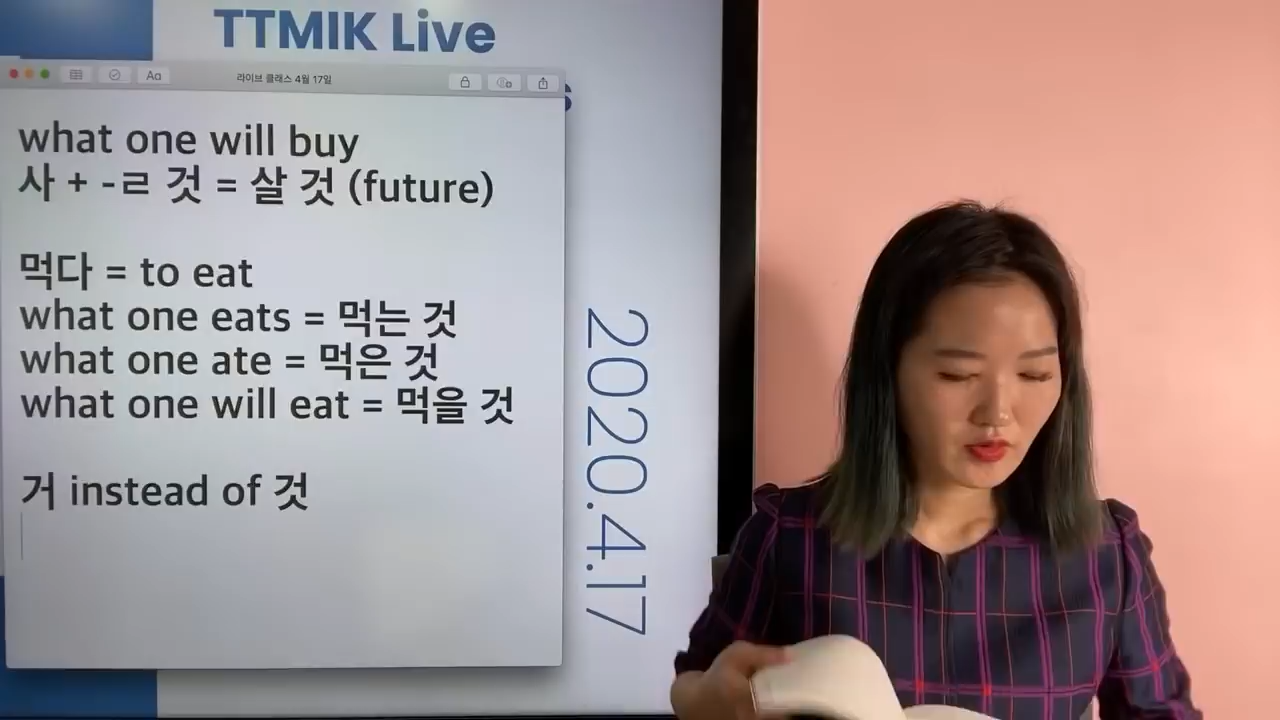 TTMIK Live
Aa
라이브 클래스 4월 17일
s
what one will buy
사 + -ㄹ 것 = 살 것 (future)
먹다 = to eat
what one eats = 먹는 것
what one ate = 먹은 것
what one will eat = 먹을 것
거 instead of 것
2020.4.17